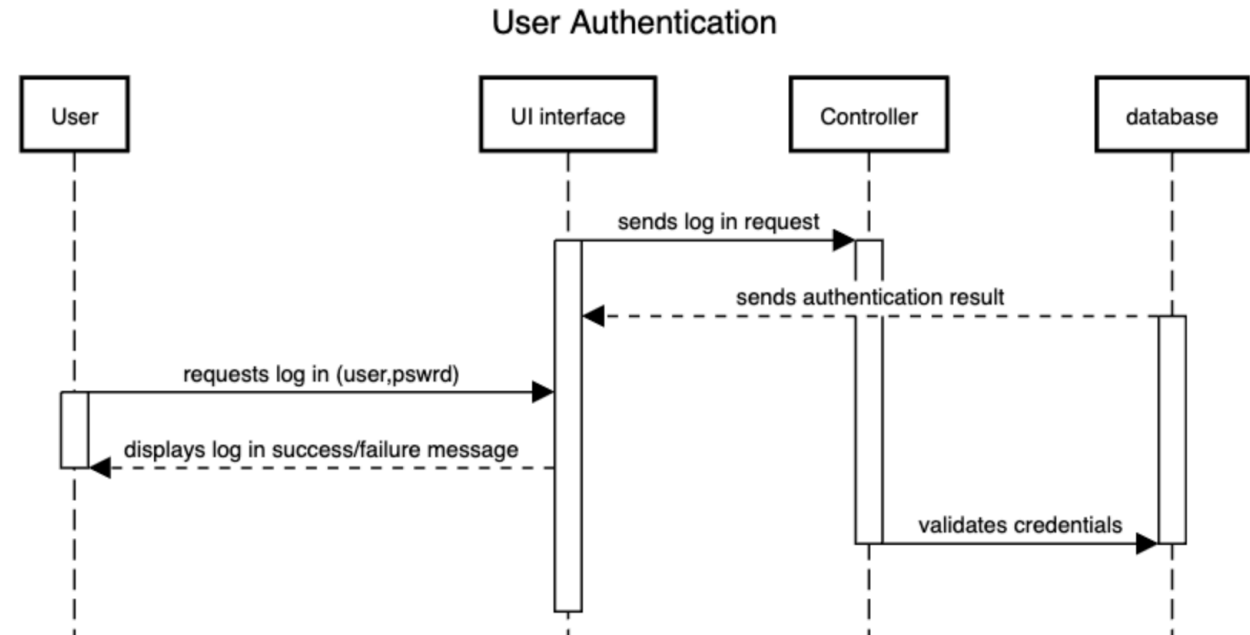 User Authentication
User
UI interface
Controller
database
sends log in request
sends authentication result
requests log in (user,pswrd)
displays log in success/failure message
validates credentials